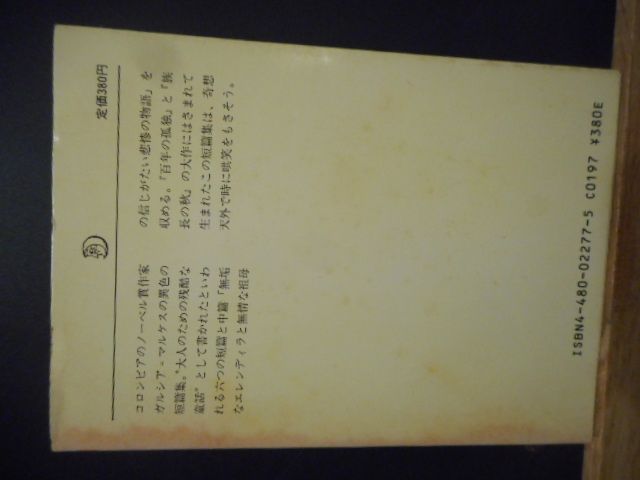 定価380円
コロンビアのノーベル賞作家
ガルシア＝マルケスの異色の
短篇集。“大人のための残酷な
童話”として書かれたといわ
れる六つの短篇と中篇「無垢
なエレンディラと無情な祖母
の信じがたい悲惨の物語」を
収める。『百年の孤独』と『族
長の秋』の大作にはさまれて
生まれたこの短篇集は、奇想
天外で時に哄笑をもさそう。
ISBN4-480-02277-5 C0197 ¥380E